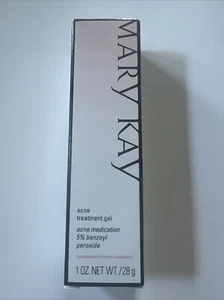 MARY KAY
acne
treatment gel
acne medication
5% benzoyl
peroxide
1 OZ. NET WT./28 g